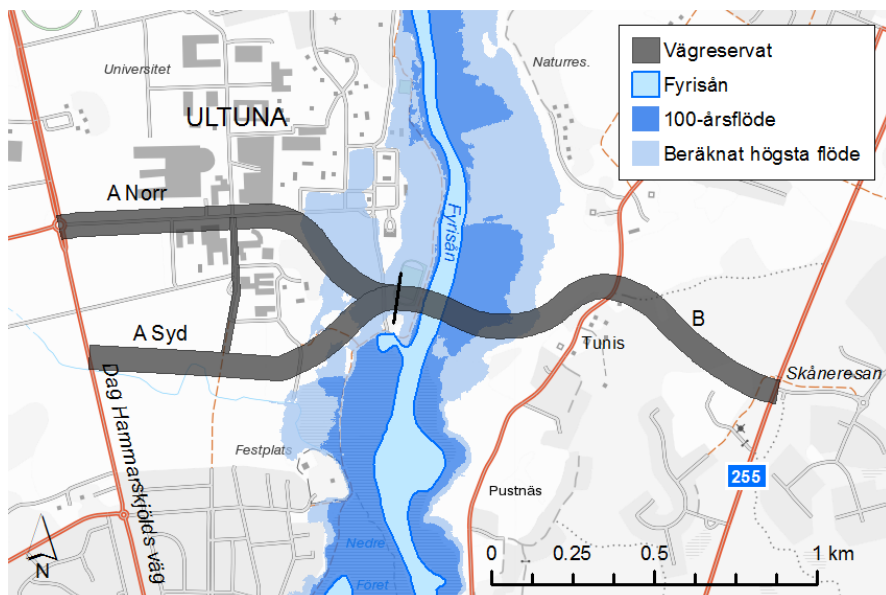 Vägreservat
Fyrisån
100-årsflöde
Beräknat högsta flöde
Naturres.
Universitet
ULTUNA
A Norr
Fyrisån
A Syd
B
Tunis
Skåneresan
Dag Hammarskjölds väg
Festplats
255
Pustnäs
Nedre
Föret
N
0 0.25 0.5 1 km